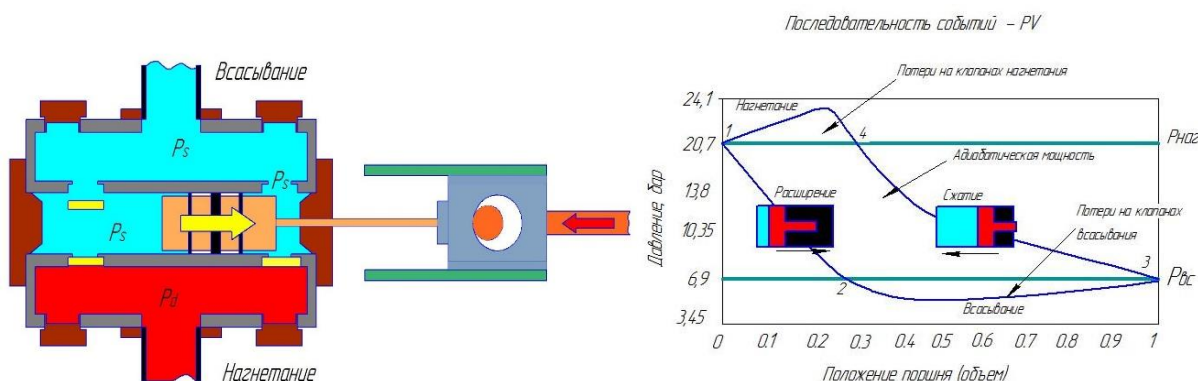 Всасывание
Ps
Ps
Ps
Pd
Нагнетание
Последовательность событий - PV
Потери на клапанах нагнетания
24,1
Нагнетание
1
4
20,7
Рнаг
Адиабатическая мощность
13,8
Расширение
Сжатие
Потери на клапанах
всасывания
10,35
Давление, бар
3
6,9
2
Рвс
Всасывание
3,45
0 0.1 0.2 0.3 0.4 0.5 0.6 0.7 0.8 0.9 1
Положение поршня (объем)